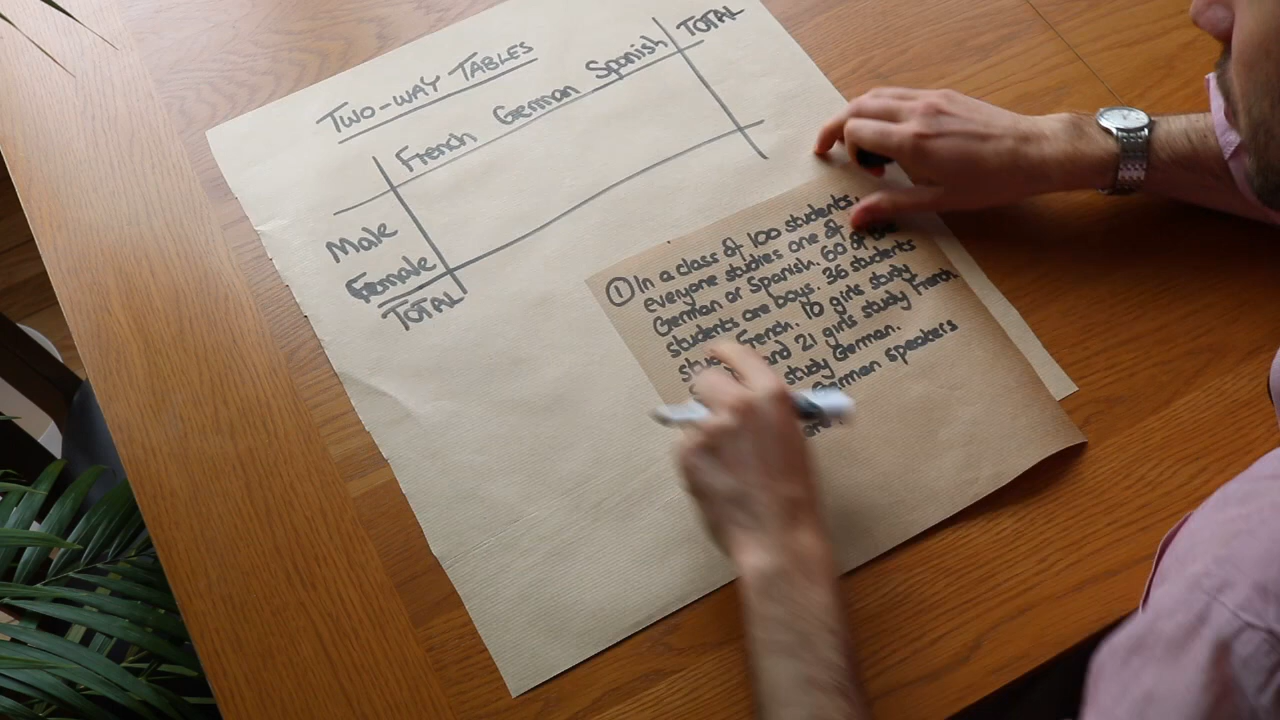 TWO-WAY TABLES
French German Spanish TOTAL
Male
Female
TOTAL
① In a class of 100 students,
everyone studies one of
German or Spanish. 60 of the
students are boys. 36 students
study French. 10 girls study
and 21 girls study French.
study German.
German speakers